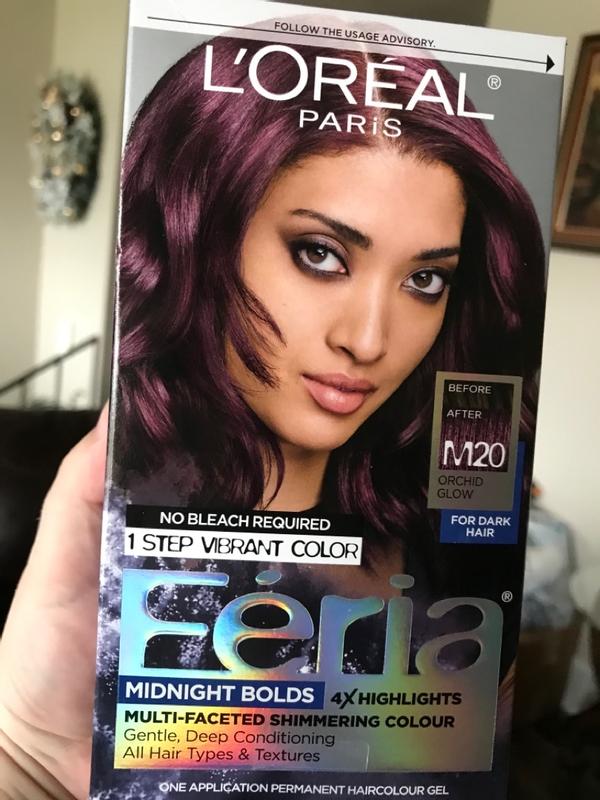 FOLLOW THE USAGE ADVISORY.
L'ORÉAL®
PARiS
BEFORE
AFTER
M20
ORCHID
GLOW
FOR DARK
HAIR
NO BLEACH REQUIRED
1 STEP VIBRANT COLOR
Féria®
MIDNIGHT BOLDS 4X HIGHLIGHTS
MULTI-FACETED SHIMMERING COLOUR
Gentle, Deep Conditioning
All Hair Types & Textures
ONE APPLICATION PERMANENT HAIRCOLOUR GEL